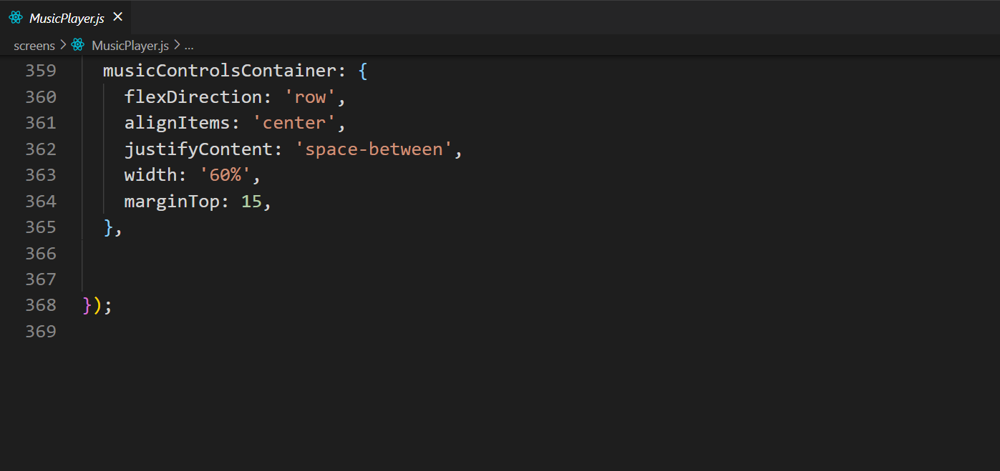 MusicPlayer.js ×
screens > MusicPlayer.js > ...
359 musicControlsContainer: {
360 flexDirection: 'row',
361 alignItems: 'center',
362 justifyContent: 'space-between',
363 width: '60%',
364 marginTop: 15,
365 },
366
367
368 });
369